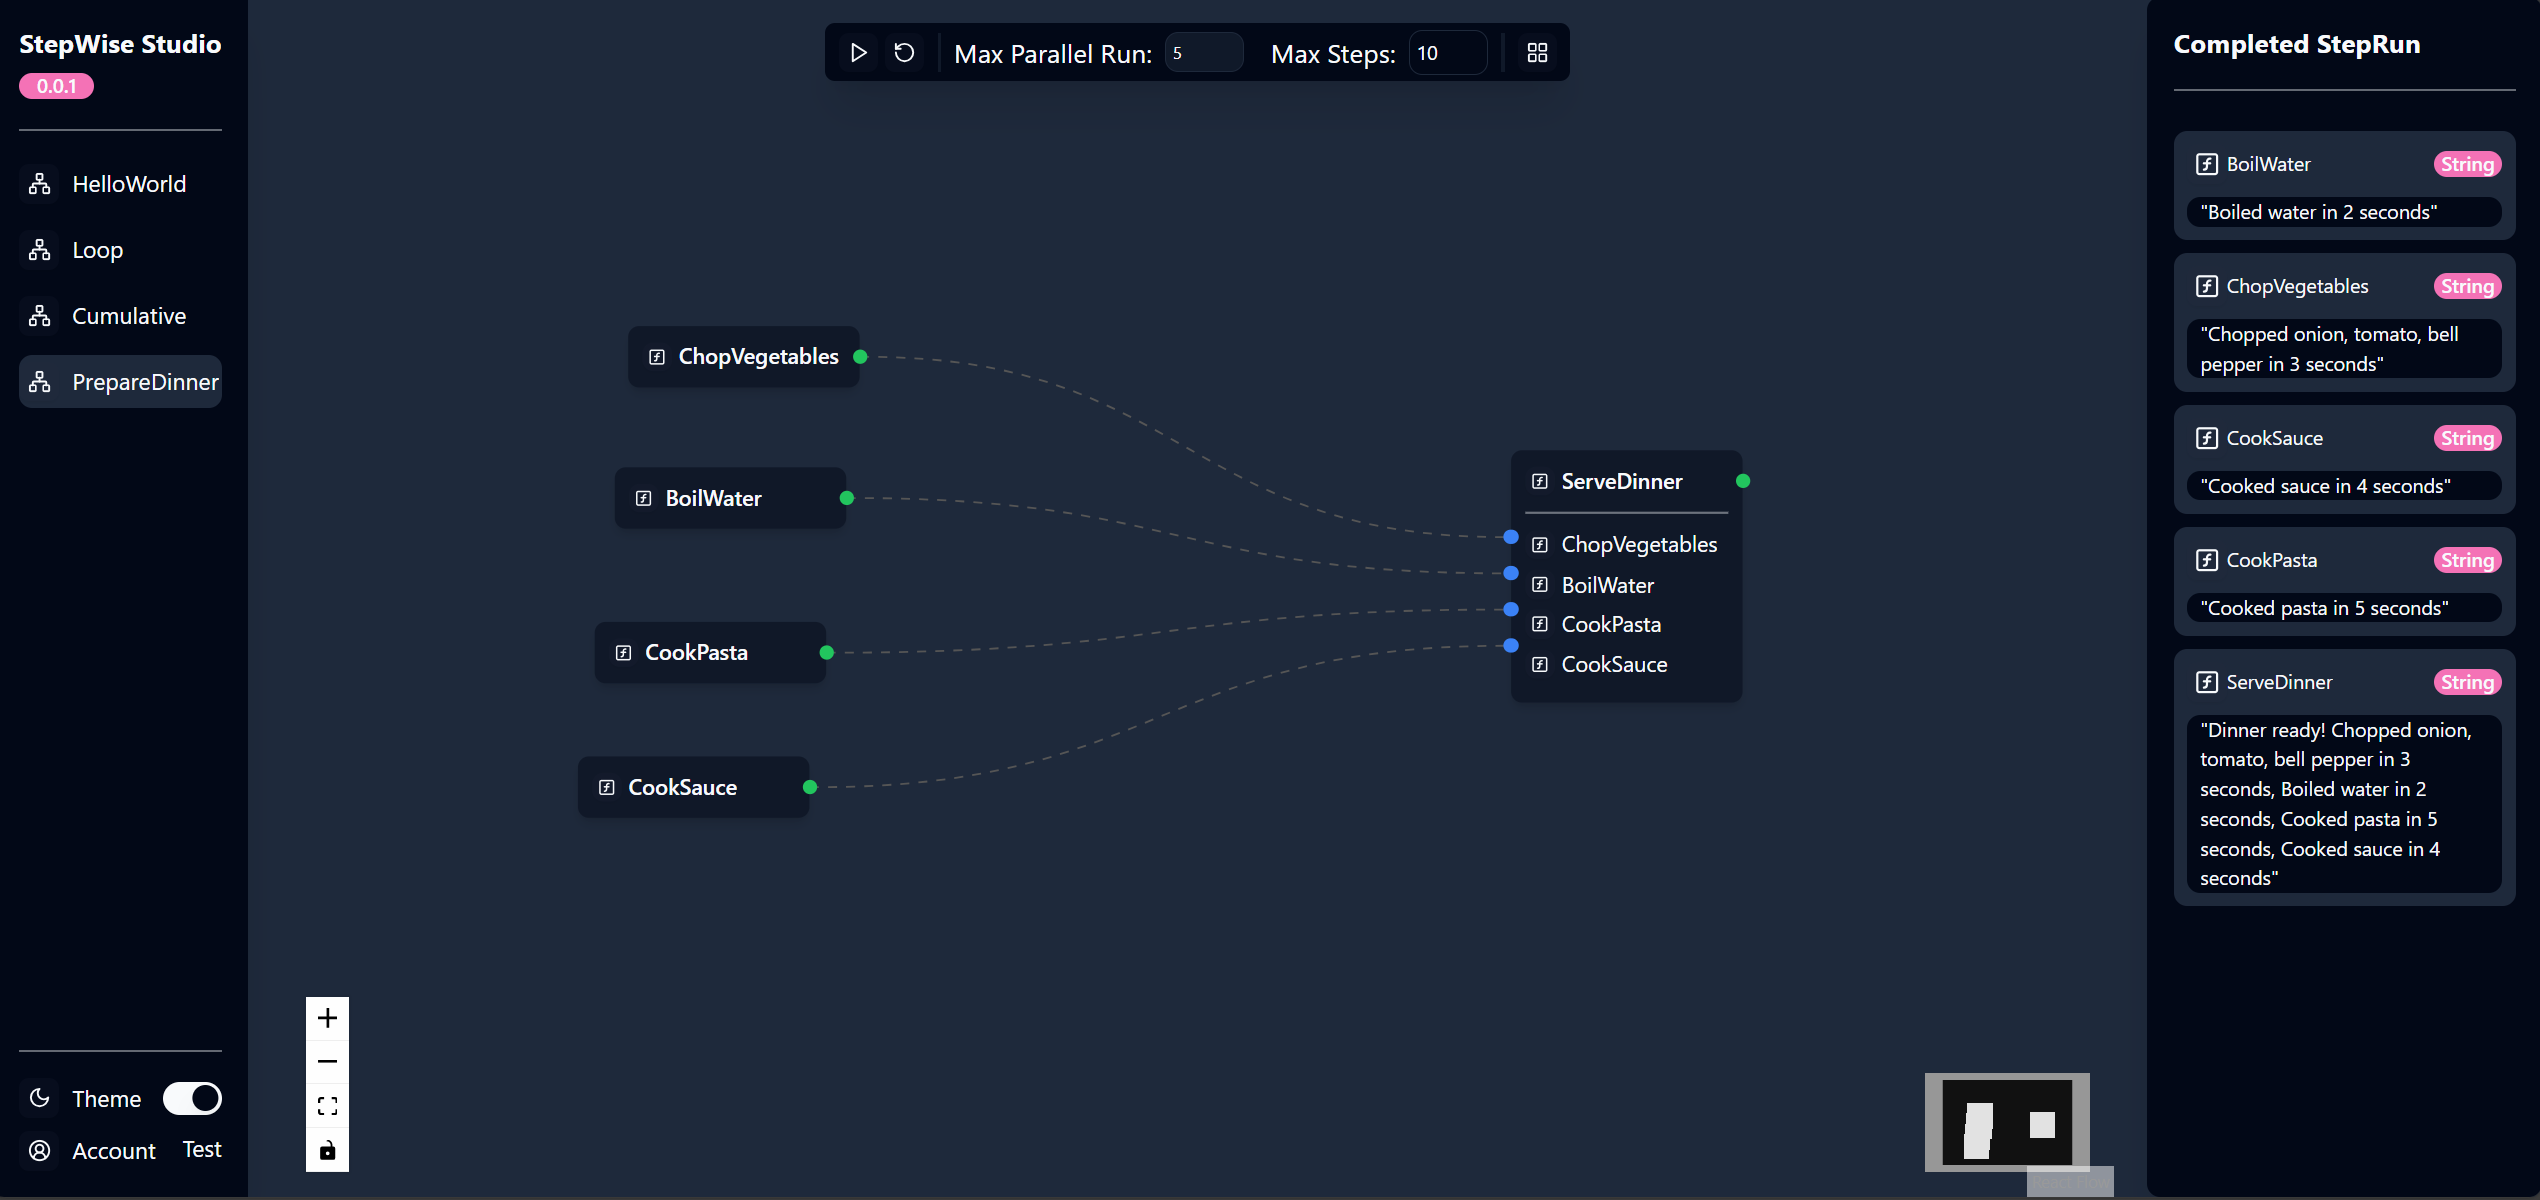 StepWise Studio
0.0.1
HelloWorld
Loop
Cumulative
PrepareDinner
Theme
Account Test
Max Parallel Run: 5 Max Steps: 10
ChopVegetables
BoilWater
CookPasta
CookSauce
ServeDinner
ChopVegetables
BoilWater
CookPasta
CookSauce
Completed StepRun
BoilWater String
"Boiled water in 2 seconds"
ChopVegetables String
"Chopped onion, tomato, bell
pepper in 3 seconds"
CookSauce String
"Cooked sauce in 4 seconds"
CookPasta String
"Cooked pasta in 5 seconds"
ServeDinner String
"Dinner ready! Chopped onion,
tomato, bell pepper in 3
seconds, Boiled water in 2
seconds, Cooked pasta in 5
seconds, Cooked sauce in 4
seconds"